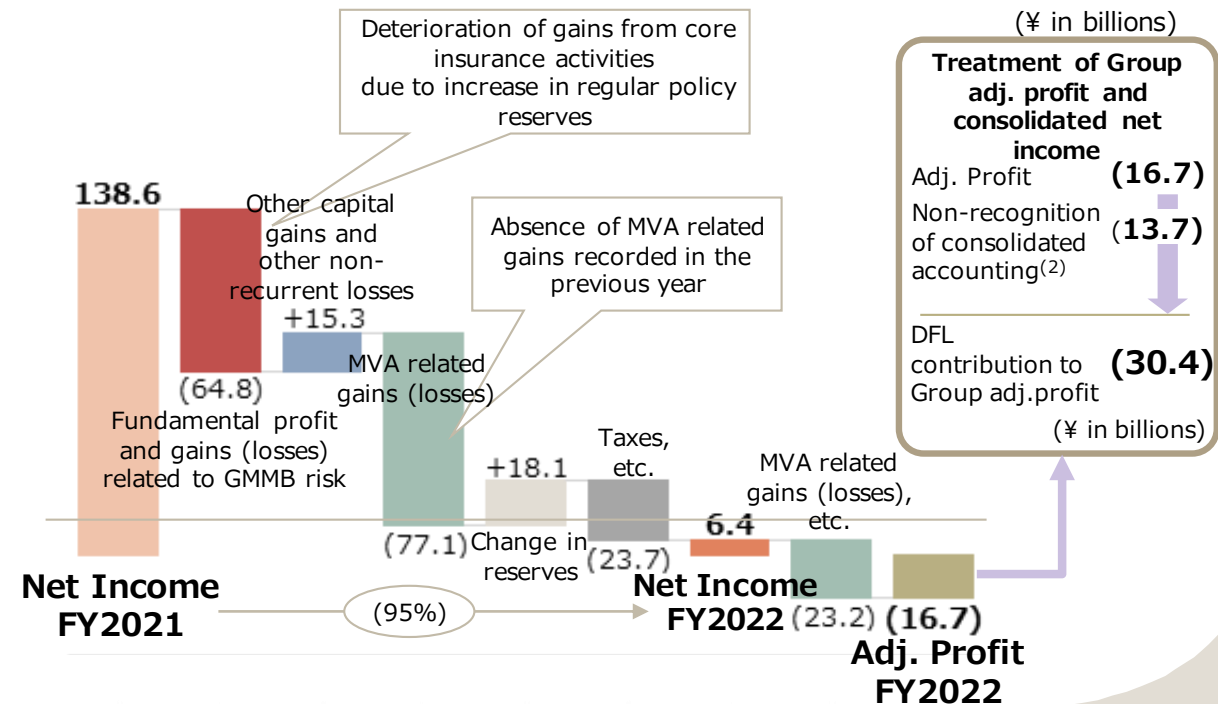 (¥ in billions)
Deterioration of gains from core
insurance activities
due to increase in regular policy
reserves
138.6
Other capital
gains and
other non-
recurrent losses
+15.3
(64.8)
Fundamental profit
and gains (losses)
related to GMMB risk
Absence of MVA related
gains recorded in the
previous year
MVA related
gains (losses)
(77.1)
+18.1
Change in
reserves
Taxes,
etc.
(23.7)
6.4
MVA related
gains (losses),
etc.
(23.2)
(16.7)
Net Income
FY2021
(95%)
Net Income
FY2022
Adj. Profit
FY2022
Treatment of Group
adj. profit and
consolidated net
income
Adj. Profit (16.7)
Non-recognition
of consolidated
accounting(2)
(13.7)
DFL
contribution to
Group adj.profit
(30.4)
(¥ in billions)